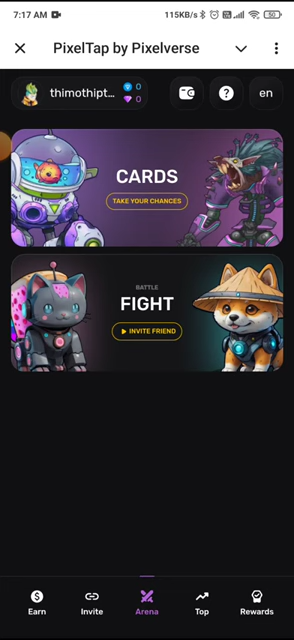 7:17 AM
115KB/s
50
PixelTap by Pixelverse
thimothipt...
0
0
en
CARDS
TAKE YOUR CHANCES
BATTLE
FIGHT
INVITE FRIEND
Earn
Invite
Arena
Top
Rewards